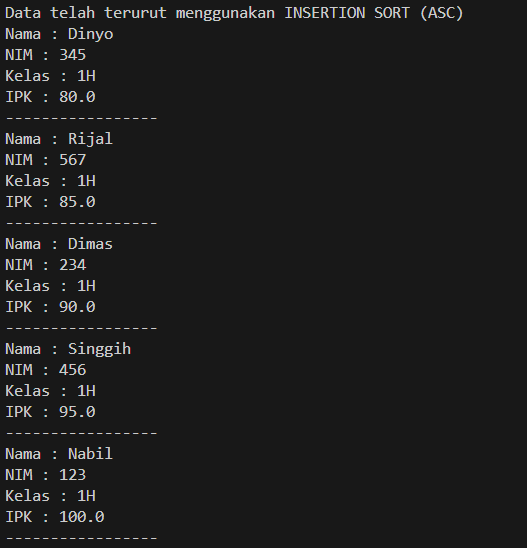 Data telah terurut menggunakan INSERTION SORT (ASC)
Nama : Dinyo
NIM : 345
Kelas : 1H
IPK : 80.0
-----------------
Nama : Rijal
NIM : 567
Kelas : 1H
IPK : 85.0
-----------------
Nama : Dimas
NIM : 234
Kelas : 1H
IPK : 90.0
-----------------
Nama : Singgih
NIM : 456
Kelas : 1H
IPK : 95.0
-----------------
Nama : Nabil
NIM : 123
Kelas : 1H
IPK : 100.0
-----------------